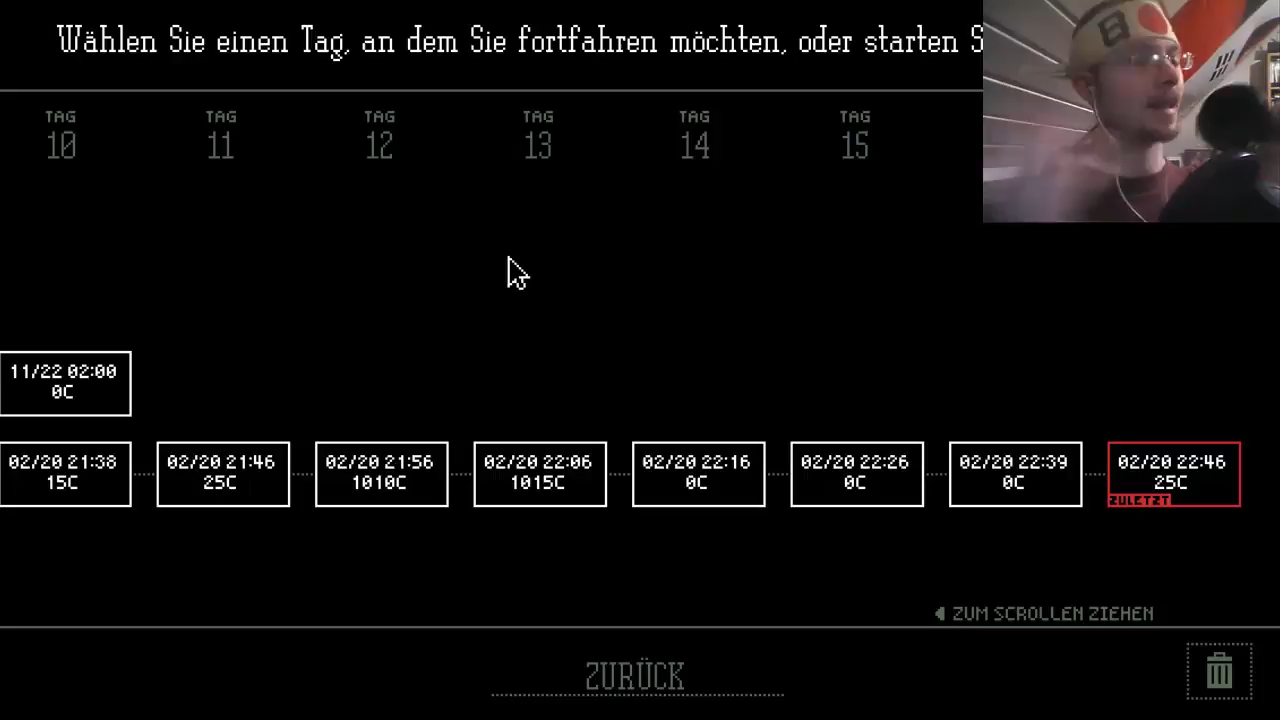 Wählen Sie einen Tag, an dem Sie fortfahren möchten, oder starten S
TAG TAG TAG TAG TAG TAG
10 11 12 13 14 15
8
11/22 02:00
0C
02/20 21:38 02/20 21:46 02/20 21:56 02/20 22:06 02/20 22:16 02/20 22:26 02/20 22:39 02/20 22:46
15C 25C 1010C 1015C 0C 0C 0C 25C
ZULETZT
ZUM SCROLLEN ZIEHEN
ZURÜCK